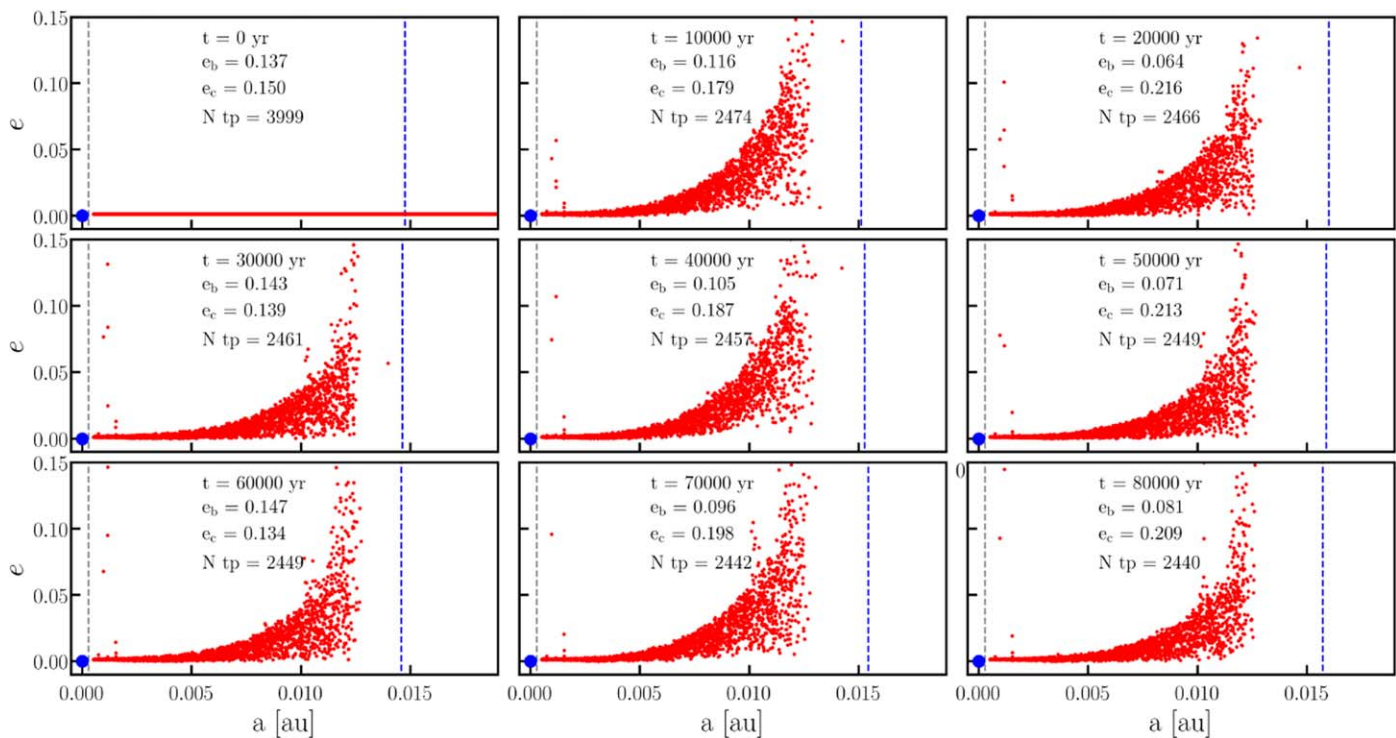 0.15
0.10
0.05
0.00
e
t = 0 yr
e_b = 0.137
e_c = 0.150
N tp = 3999
t = 10000 yr
e_b = 0.116
e_c = 0.179
N tp = 2474
t = 20000 yr
e_b = 0.064
e_c = 0.216
N tp = 2466
0.15
0.10
0.05
0.00
e
t = 30000 yr
e_b = 0.143
e_c = 0.139
N tp = 2461
t = 40000 yr
e_b = 0.105
e_c = 0.187
N tp = 2457
t = 50000 yr
e_b = 0.071
e_c = 0.213
N tp = 2449
0.15
0.10
0.05
0.00
e
t = 60000 yr
e_b = 0.147
e_c = 0.134
N tp = 2449
t = 70000 yr
e_b = 0.096
e_c = 0.198
N tp = 2442
0
t = 80000 yr
e_b = 0.081
e_c = 0.209
N tp = 2440
0.000 0.005 0.010 0.015
a [au]
0.000 0.005 0.010 0.015
a [au]
0.000 0.005 0.010 0.015
a [au]